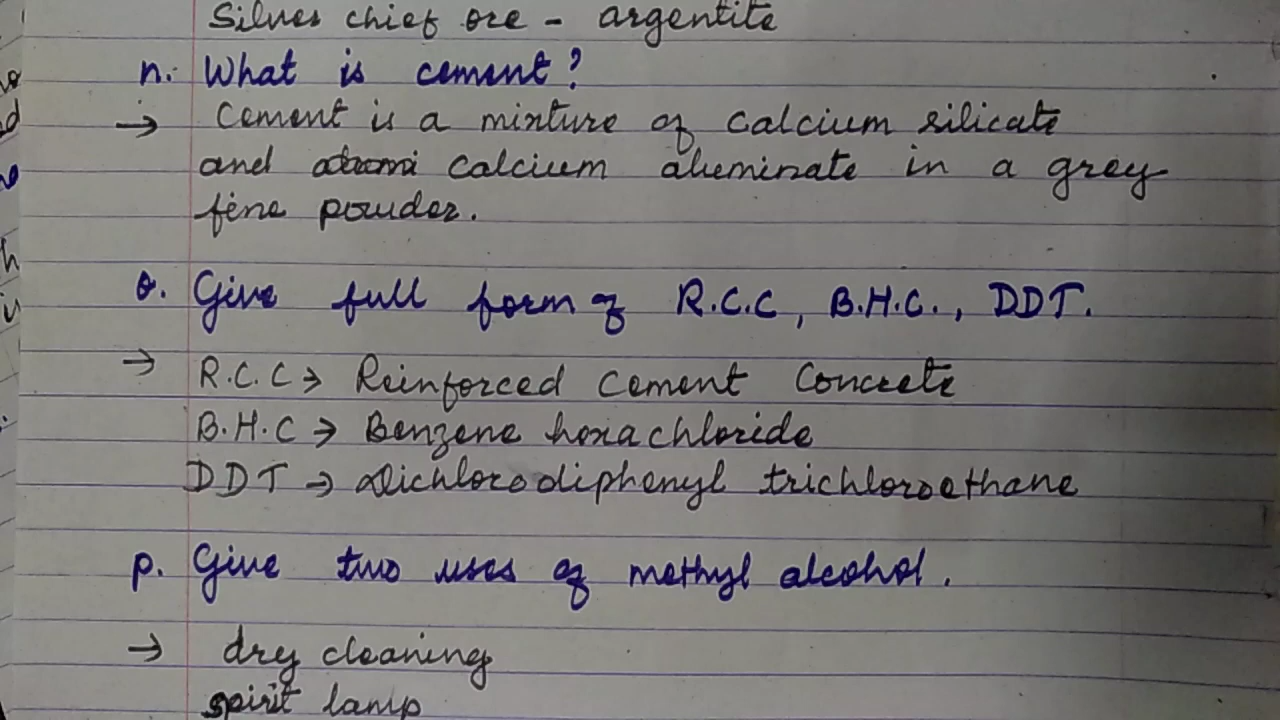 Silver chief ore - argentite
n. What is cement?
→ Cement is a mixture of calcium silicate
and calcium aluminate in a grey
fine powder.
o. Give full form of R.C.C, B.H.C., DDT.
→ R.C.C → Reinforced Cement Concrete
B.H.C → Benzene hexachloride
DDT → Dichlorodiphenyl trichloroethane
p. Give two uses of methyl alcohol.
→ dry cleaning
spirit lamp